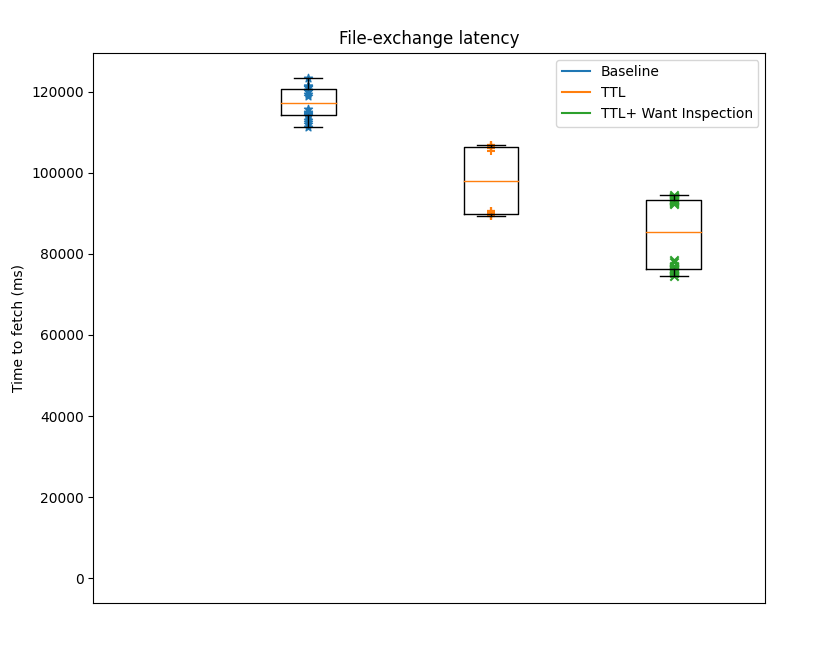 File-exchange latency
Baseline
TTL
TTL+ Want Inspection
Time to fetch (ms)
120000
100000
80000
60000
40000
20000
0